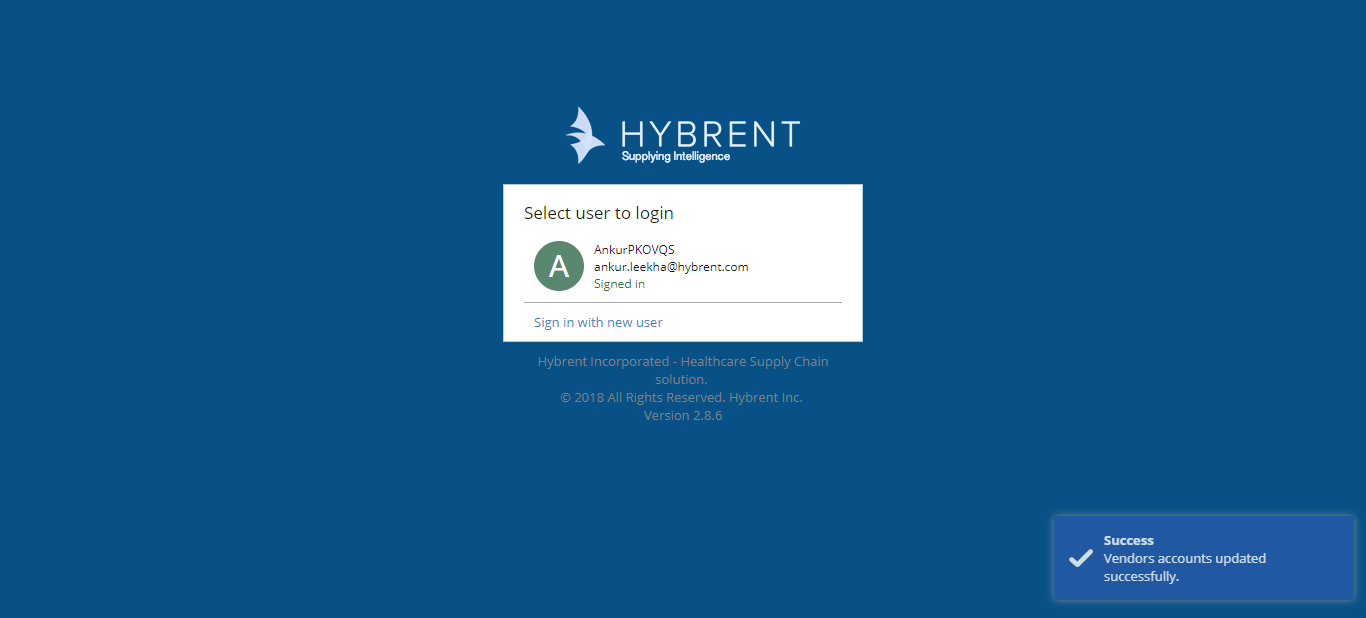 HYBRENT
Supplying Intelligence
Select user to login
A
AnkurPKOVQS
ankur.leekha@hybrent.com
Signed in
Sign in with new user
Hybrent Incorporated - Healthcare Supply Chain
solution.
© 2018 All Rights Reserved. Hybrent Inc.
Version 2.8.6
Success
Vendors accounts updated
successfully.